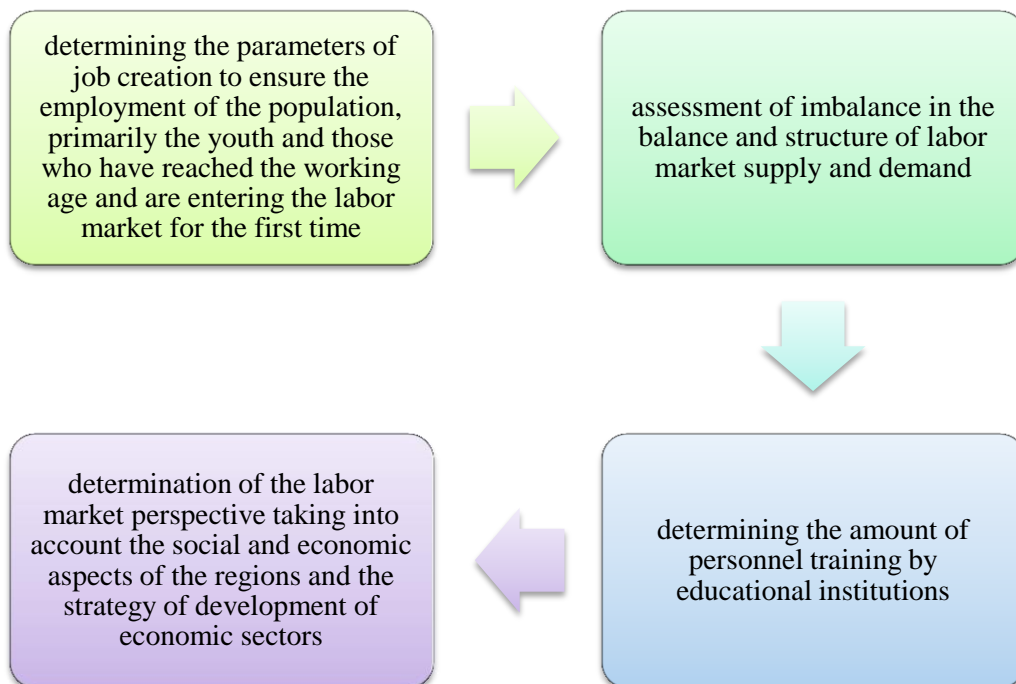 determining the parameters of
job creation to ensure the
employment of the population,
primarily the youth and those
who have reached the working
age and are entering the labor
market for the first time
assessment of imbalance in the
balance and structure of labor
market supply and demand
determining the amount of
personnel training by
educational institutions
determination of the labor
market perspective taking into
account the social and economic
aspects of the regions and the
strategy of development of
economic sectors